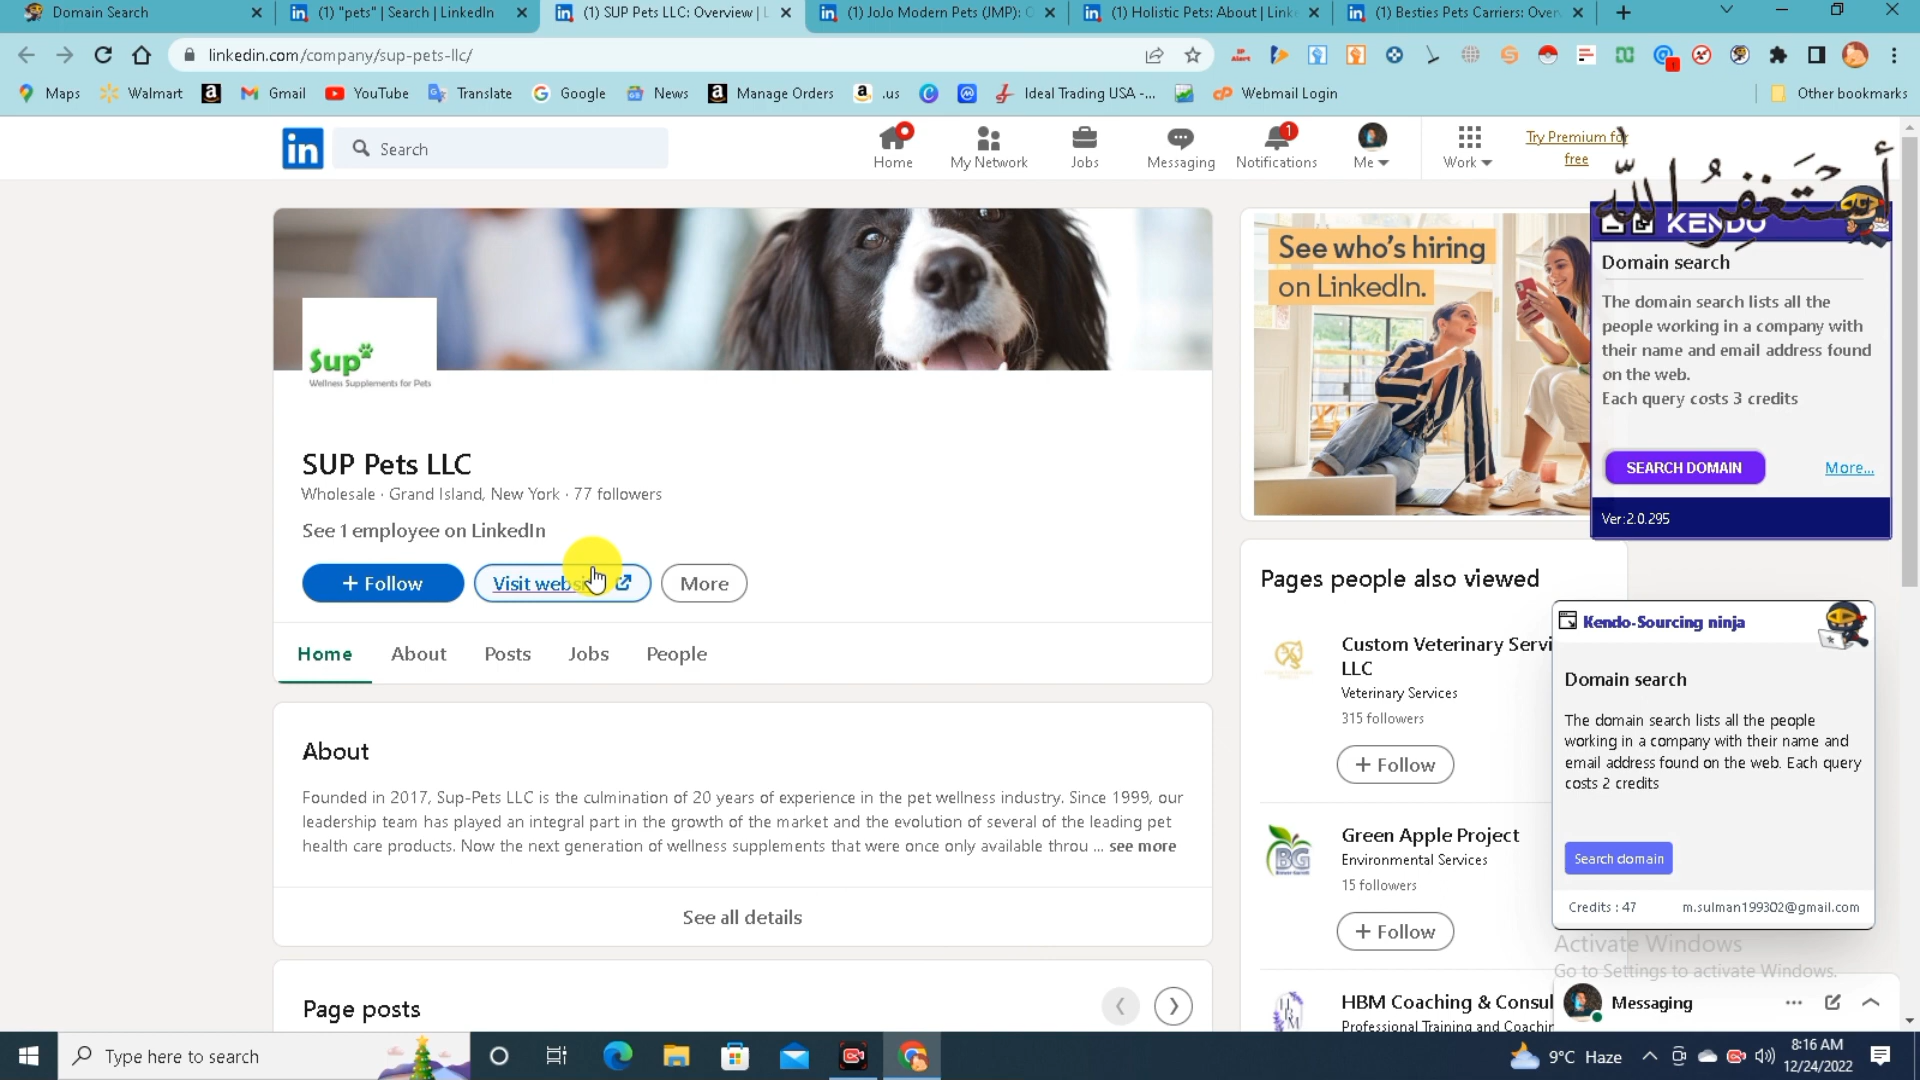 Domain Search
(1) "pets" | Search | LinkedIn
(1) SUP Pets LLC: Overview | L
(1) JoJo Modern Pets (JMP): O
(1) Holistic Pets: About | Linke
(1) Besties Pets Carriers: Over
linkedin.com/company/sup-pets-llc/
Maps
Walmart
Gmail
YouTube
Translate
Google
News
Manage Orders
.us
Ideal Trading USA -...
Webmail Login
Other bookmarks
in
Search
Home
My Network
Jobs
Messaging
1
Notifications
Me
Work
Try Premium for
free
أستغفر الله
KENDO
Domain search
The domain search lists all the
people working in a company with
their name and email address found
on the web.
Each query costs 3 credits
SEARCH DOMAIN
More...
Ver:2.0.295
See who's hiring
on LinkedIn.
Sup
Wellness Supplements for Pets
SUP Pets LLC
Wholesale · Grand Island, New York · 77 followers
See 1 employee on LinkedIn
+ Follow
Visit websi
More
Home
About
Posts
Jobs
People
About
Founded in 2017, Sup-Pets LLC is the culmination of 20 years of experience in the pet wellness industry. Since 1999, our
leadership team has played an integral part in the growth of the market and the evolution of several of the leading pet
health care products. Now the next generation of wellness supplements that were once only available throu ... see more
See all details
Page posts
Pages people also viewed
Custom Veterinary Servi
LLC
Veterinary Services
315 followers
+ Follow
BG
Green Apple Project
Environmental Services
15 followers
+ Follow
HBM Coaching & Consul
Professional Training and Coachin
Kendo-Sourcing ninja
Domain search
The domain search lists all the people
working in a company with their name and
email address found on the web. Each query
costs 2 credits
Search domain
Credits : 47
m.sulman199302@gmail.com
Activate Windows
Go to Settings to activate Windows.
Messaging
Type here to search
9°C Haze
8:16 AM
12/24/2022